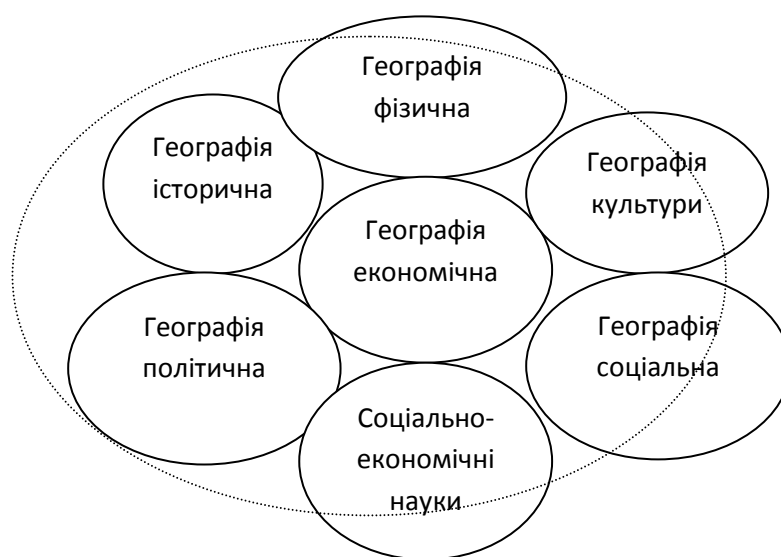 Географія
фізична
Географія
історична
Географія
культури
Географія
економічна
Географія
політична
Географія
соціальна
Соціально-
економічні
науки